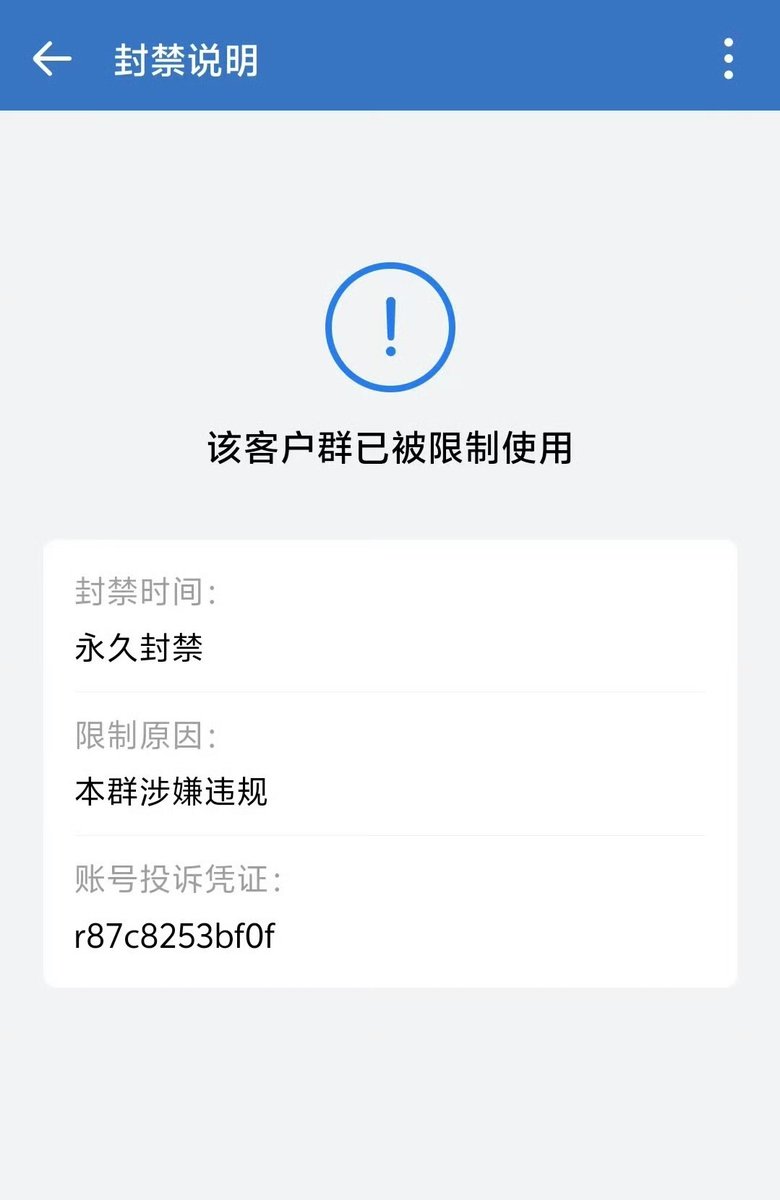 封禁说明
该客户群已被限制使用
封禁时间：
永久封禁
限制原因：
本群涉嫌违规
账号投诉凭证：
r87c8253bf0f